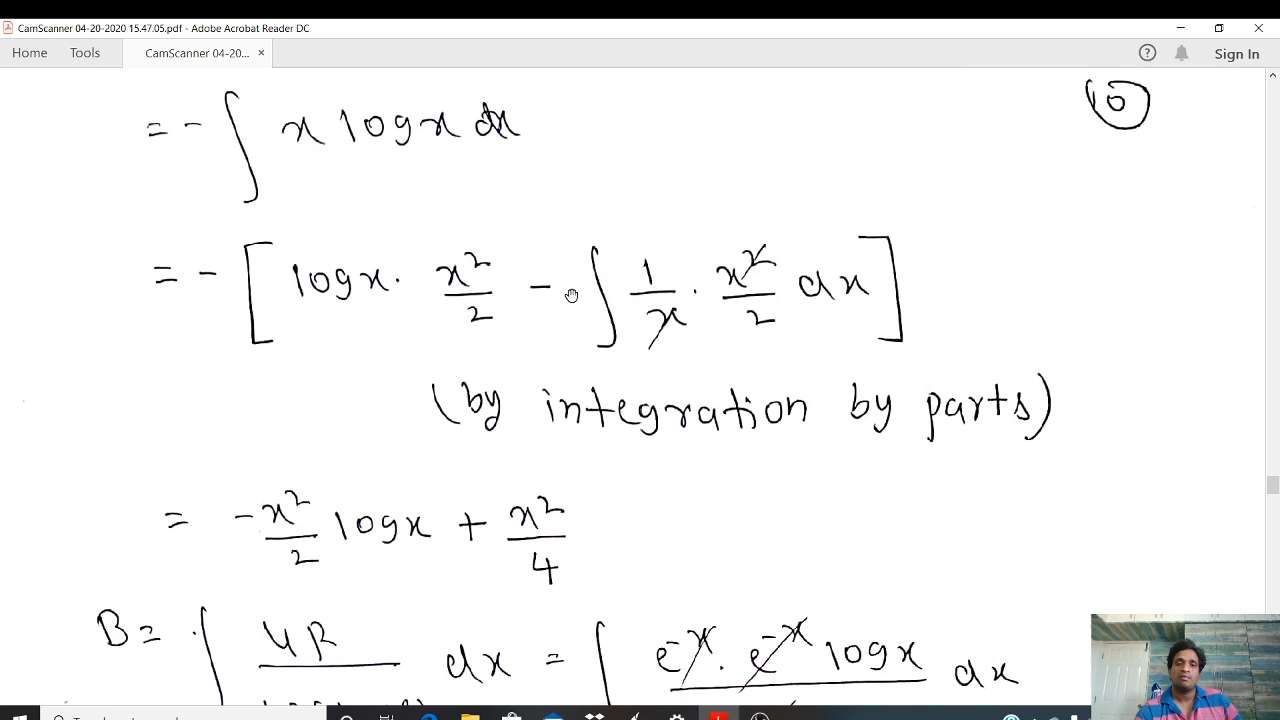 CamScanner 04-20-2020 15.47.05.pdf - Adobe Acrobat Reader DC
Home Tools CamScanner 04-20... × ? Sign In
10
= - ∫ x log x dx
= - [ log x · x²/2 - ∫ 1/x · x²/2 dx ]
(by integration by parts)
= -x²/2 log x + x²/4
B = ∫ uR dx = ∫ e⁻ˣ · e⁻ˣ log x dx